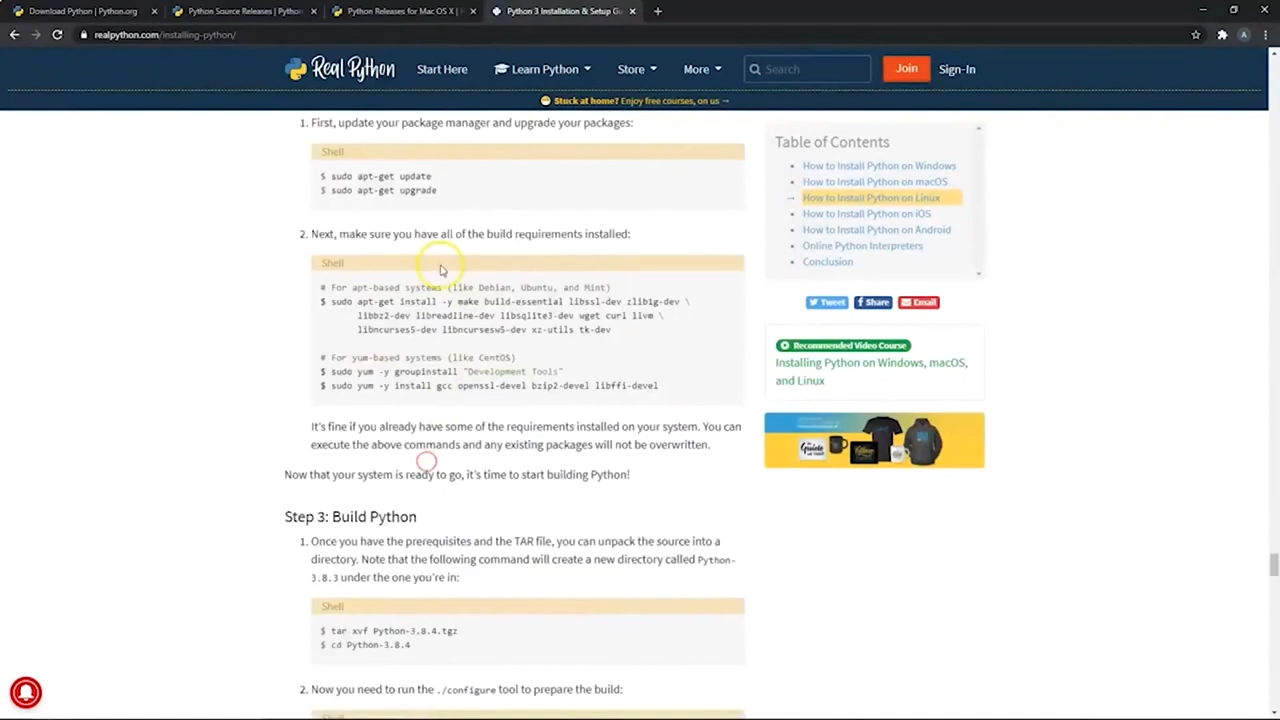 Download Python | Python.org
Python Source Releases | Python
Python Releases for Mac OS X |
Python 3 Installation & Setup G
realpython.com/installing-python/
Real Python
Start Here
Learn Python
Store
More
Search
Join
Sign-In
Stuck at home? Enjoy free courses, on us →
1. First, update your package manager and upgrade your packages:
Shell
$ sudo apt-get update
$ sudo apt-get upgrade
2. Next, make sure you have all of the build requirements installed:
Shell
# For apt-based systems (like Debian, Ubuntu, and Mint)
$ sudo apt-get install -y make build-essential libssl-dev zlib1g-dev \
libbz2-dev libreadline-dev libsqlite3-dev wget curl llvm \
libncurses5-dev libncursesw5-dev xz-utils tk-dev
# For yum-based systems (like CentOS)
$ sudo yum -y groupinstall "Development Tools"
$ sudo yum -y install gcc openssl-devel bzip2-devel libffi-devel
It's fine if you already have some of the requirements installed on your system. You can
execute the above commands and any existing packages will not be overwritten.
Now that your system is ready to go, it's time to start building Python!
Step 3: Build Python
1. Once you have the prerequisites and the TAR file, you can unpack the source into a
directory. Note that the following command will create a new directory called Python-
3.8.3 under the one you're in:
Shell
$ tar xvf Python-3.8.4.tgz
$ cd Python-3.8.4
2. Now you need to run the ./configure tool to prepare the build:
Table of Contents
How to Install Python on Windows
How to Install Python on macOS
→ How to Install Python on Linux
How to Install Python on iOS
How to Install Python on Android
Online Python Interpreters
Conclusion
Tweet
Share
Email
Recommended Video Course
Installing Python on Windows, macOS,
and Linux